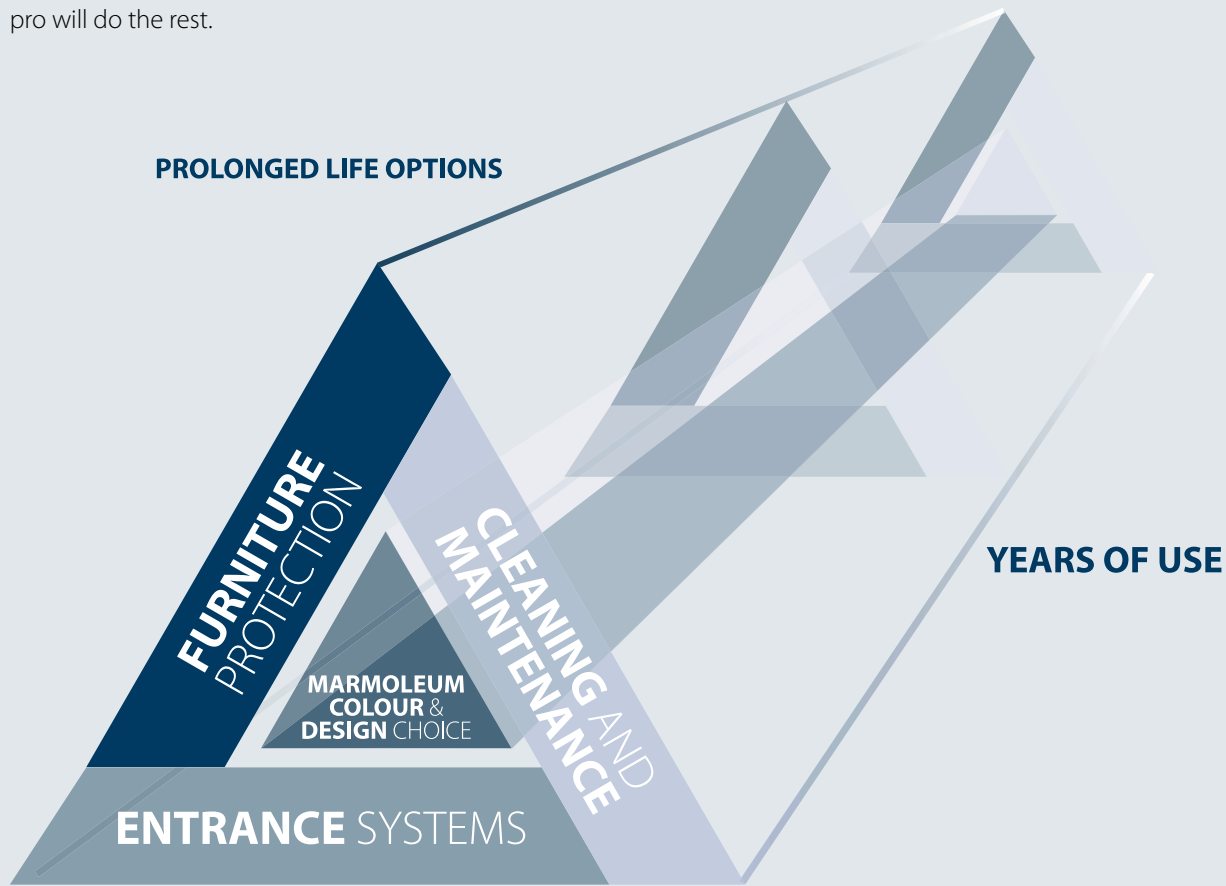 pro will do the rest.
PROLONGED LIFE OPTIONS
FURNITURE
PROTECTION
CLEANING AND
MAINTENANCE
YEARS OF USE
MARMOLEUM
COLOUR &
DESIGN CHOICE
ENTRANCE SYSTEMS